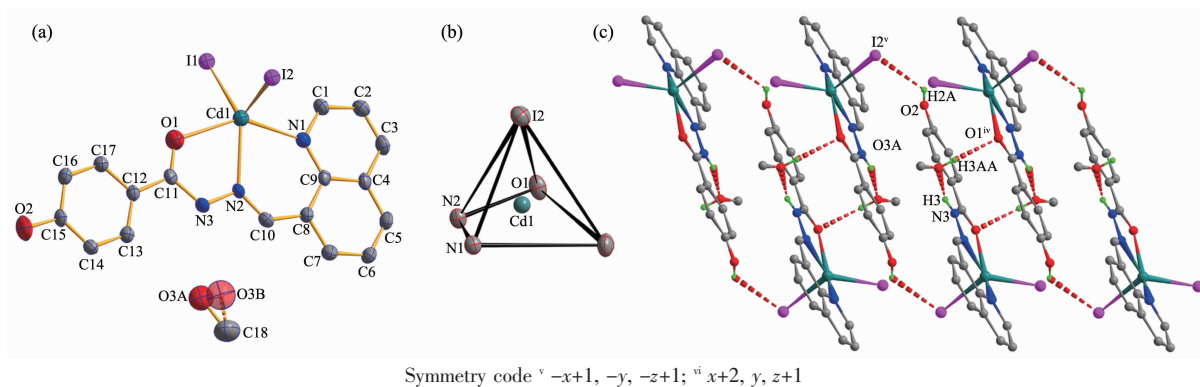 (a)
I1
I2
Cd1
C1
C2
O1
N1
C3
C16
C17
C12
C11
C9
C4
O2
C15
N3
N2
C10
C8
C5
C14
C13
C7
C6
O3A
O3B
C18
(b)
I2
O1
N2
Cd1
N1
(c)
I2ᵛ
H2A
O2
O1ⁱᵛ
O3A
H3AA
H3
N3
Symmetry code ᵛ −x+1, −y, −z+1; ᵛⁱ x+2, y, z+1